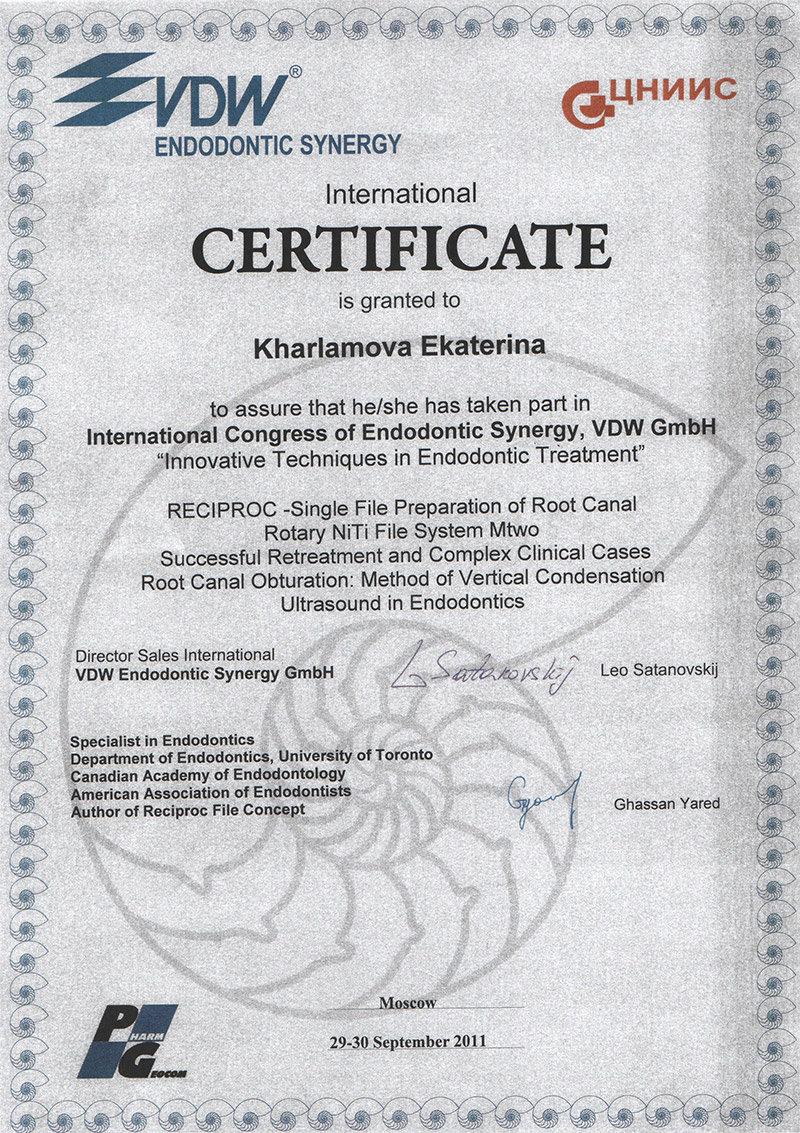 VDW®
ENDODONTIC SYNERGY
ЦНИИС
International
CERTIFICATE
is granted to
Kharlamova Ekaterina
to assure that he/she has taken part in
International Congress of Endodontic Synergy, VDW GmbH
“Innovative Techniques in Endodontic Treatment”
RECIPROC -Single File Preparation of Root Canal
Rotary NiTi File System Mtwo
Successful Retreatment and Complex Clinical Cases
Root Canal Obturation: Method of Vertical Condensation
Ultrasound in Endodontics
Director Sales International
VDW Endodontic Synergy GmbH
L Satanovskij
Leo Satanovskij
Specialist in Endodontics
Department of Endodontics, University of Toronto
Canadian Academy of Endodontology
American Association of Endodontists
Author of Reciproc File Concept
Ghassan Yared
Moscow
29-30 September 2011
PHARM
GEOCOM